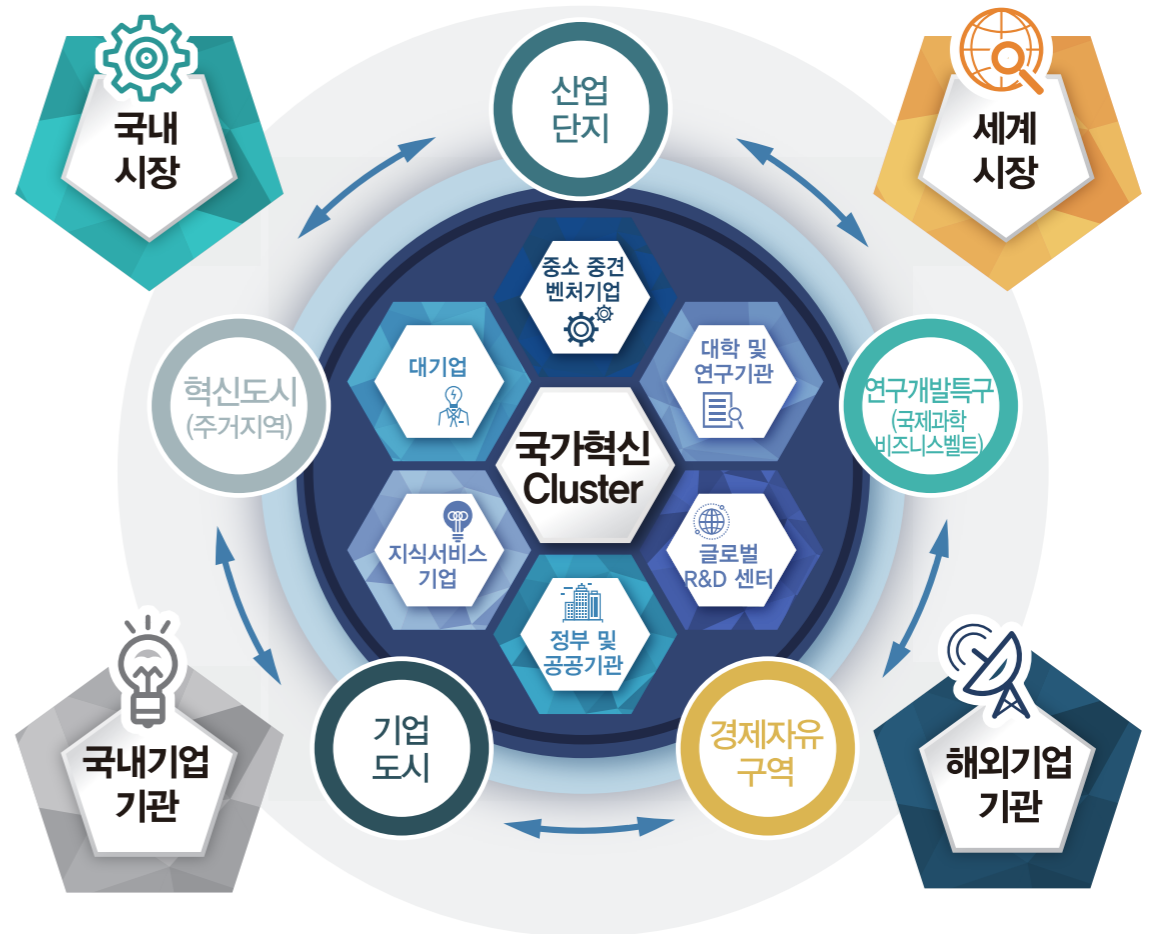 국내
시장
산업
단지
세계
시장
중소 중견
벤처기업
대기업
대학 및
연구기관
혁신도시
(주거지역)
연구개발특구
(국제과학
비즈니스벨트)
국가혁신
Cluster
지식서비스
기업
글로벌
R&D 센터
정부 및
공공기관
기업
도시
경제자유
구역
국내기업
기관
해외기업
기관